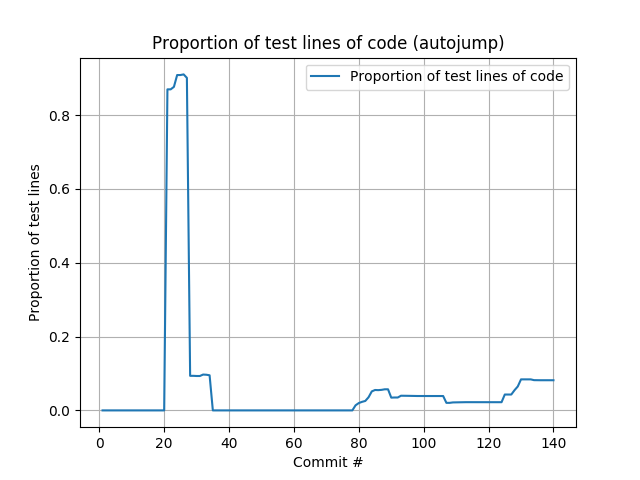 Proportion of test lines of code (autojump)
Proportion of test lines of code
Proportion of test lines
0.8
0.6
0.4
0.2
0.0
0 20 40 60 80 100 120 140
Commit #